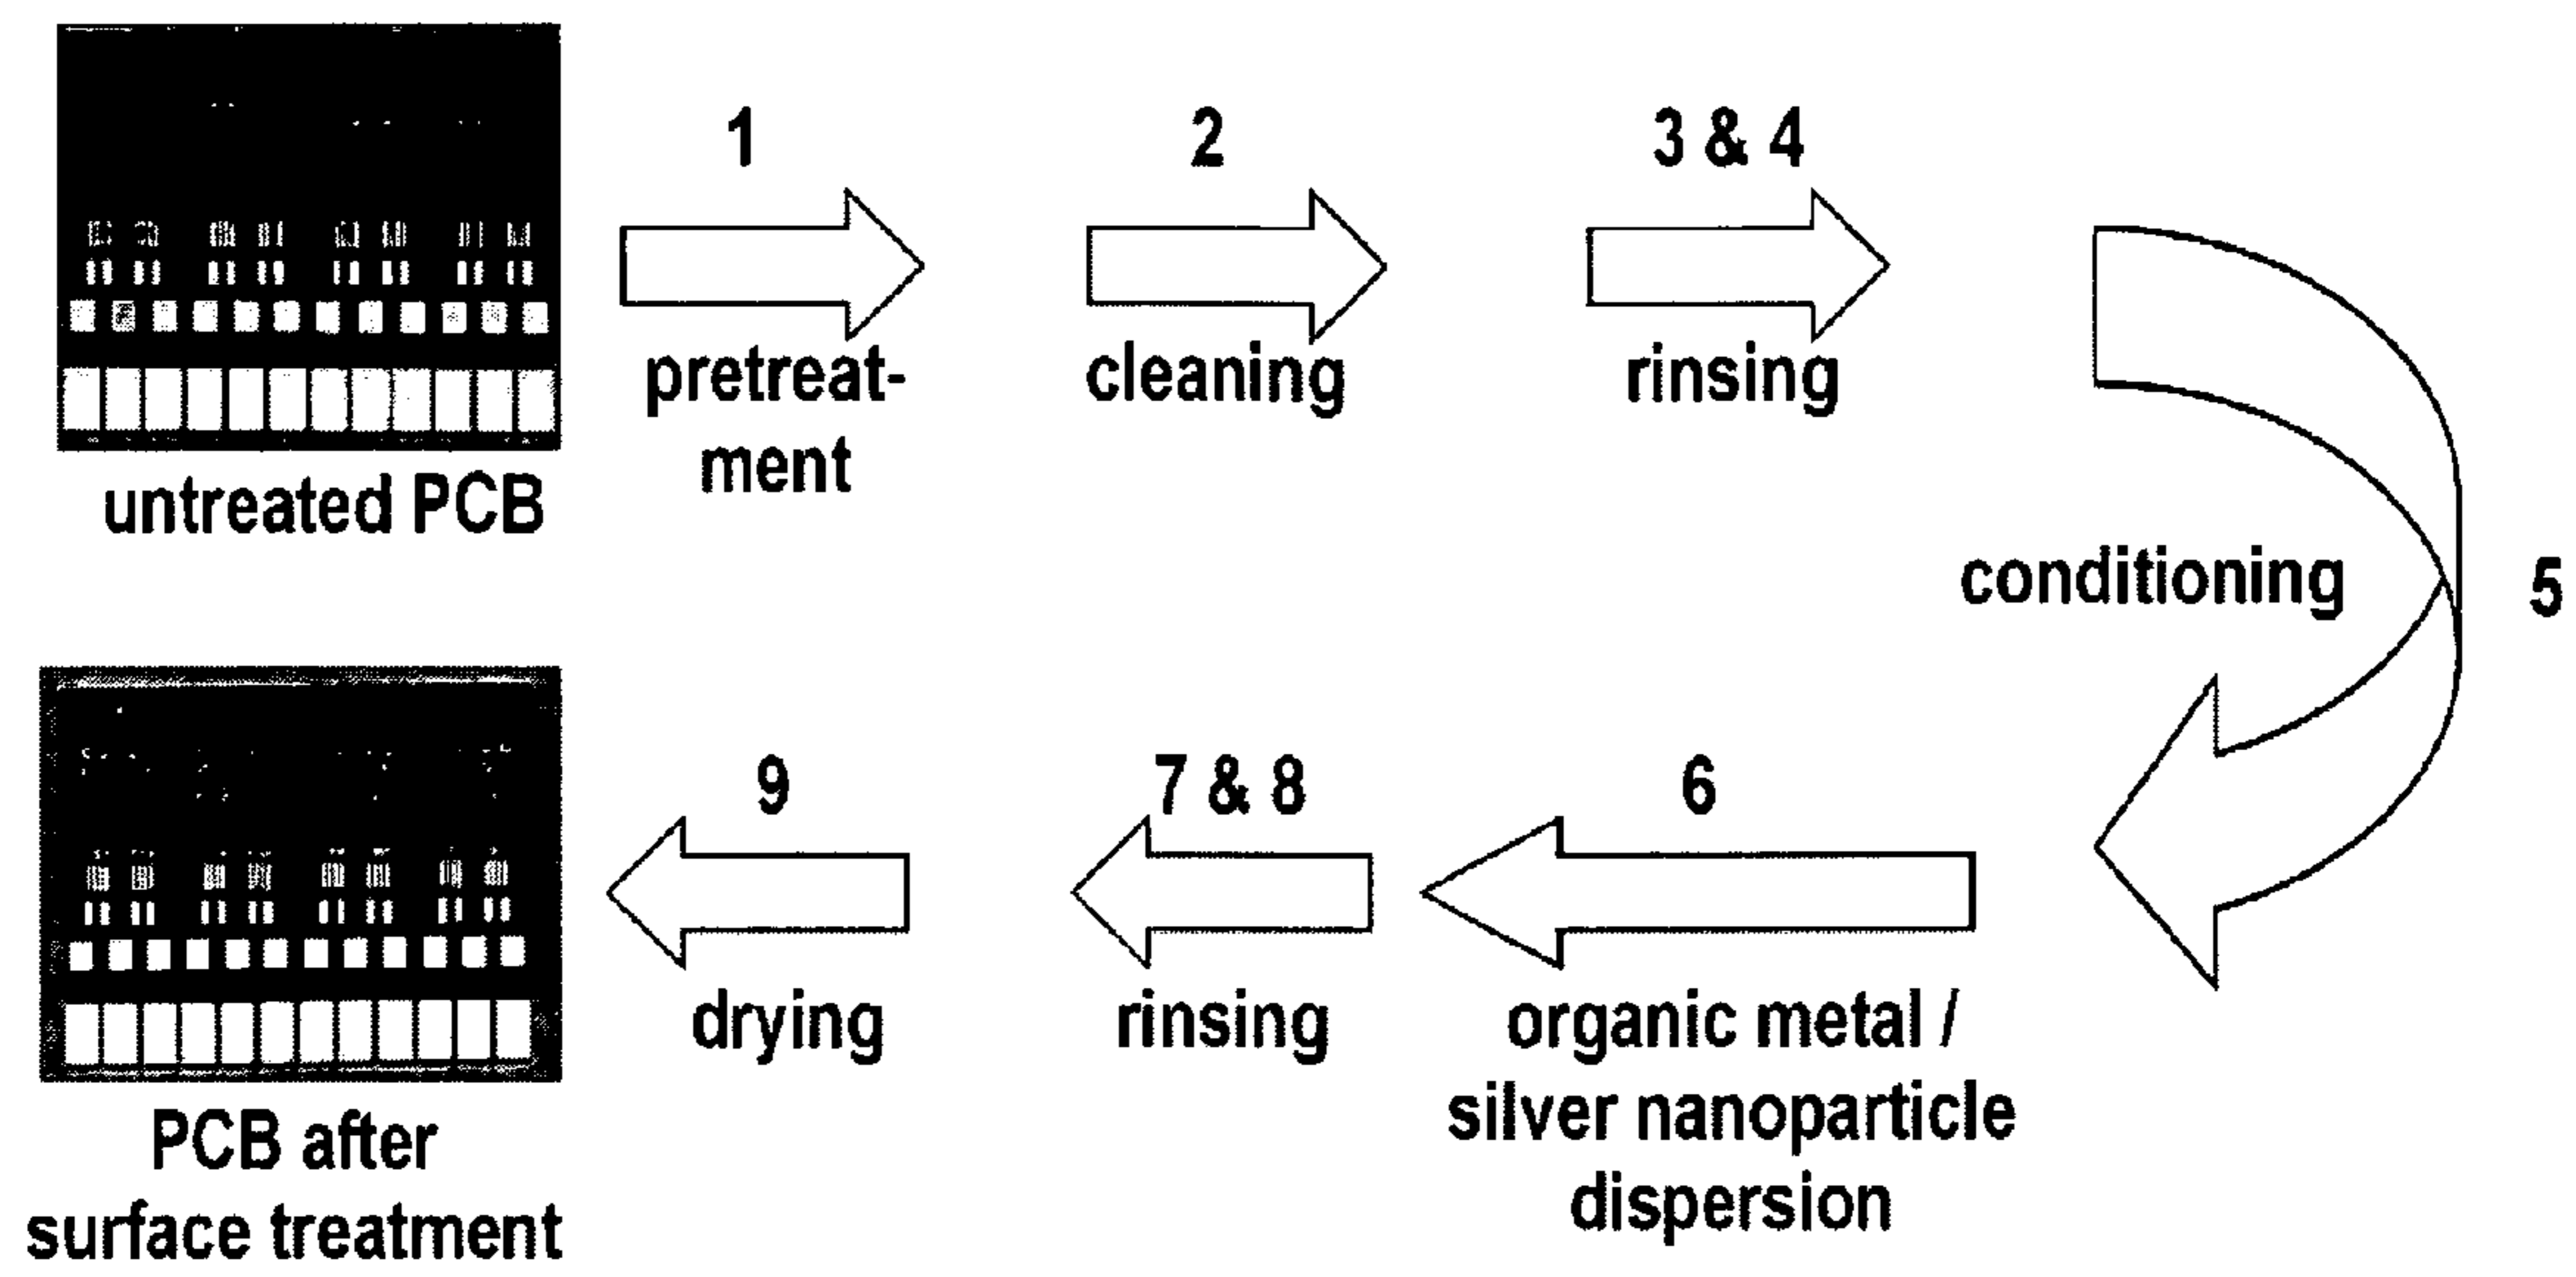 1
2
3 & 4
pretreat-
ment
cleaning
rinsing
untreated PCB
conditioning
5
9
7 & 8
6
drying
rinsing
organic metal /
silver nanoparticle
dispersion
PCB after
surface treatment